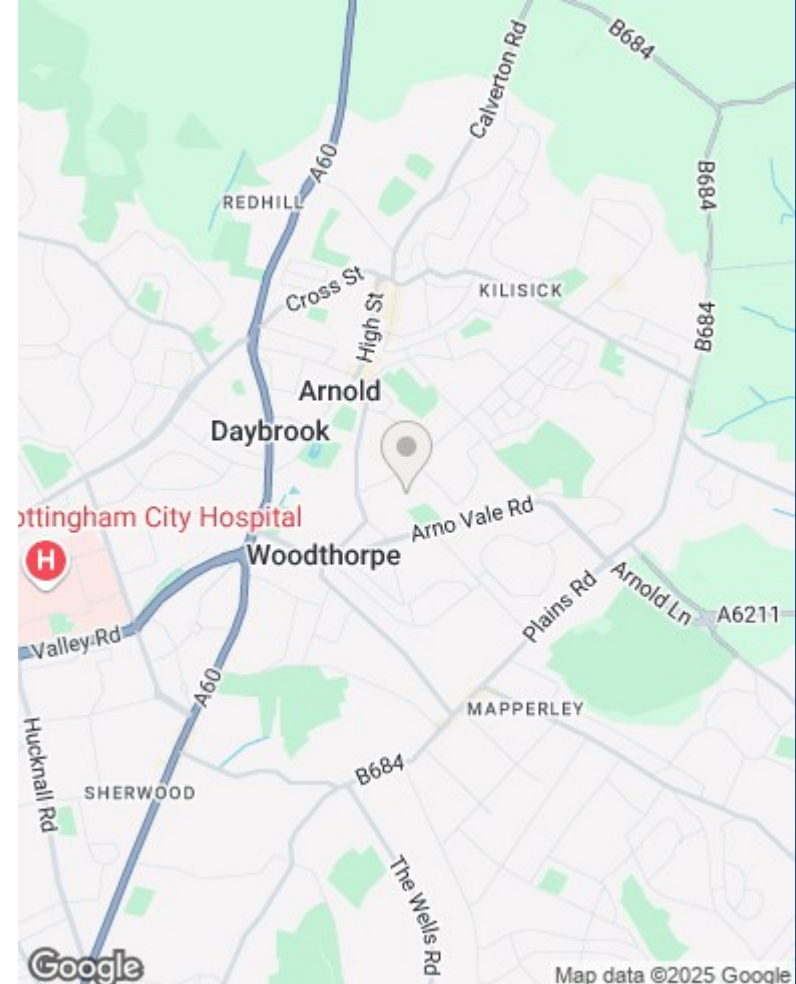 B684
Calverton Rd
A60
B684
REDHILL
Cross St
KILISICK
High St
B684
Arnold
Daybrook
ottingham City Hospital
H
Arno Vale Rd
Woodthorpe
Arnold Ln
Plains Rd
A6211
Valley Rd
A60
MAPPERLEY
Hucknall Rd
B684
SHERWOOD
The Wells Rd
Google
Map data ©2025 Google